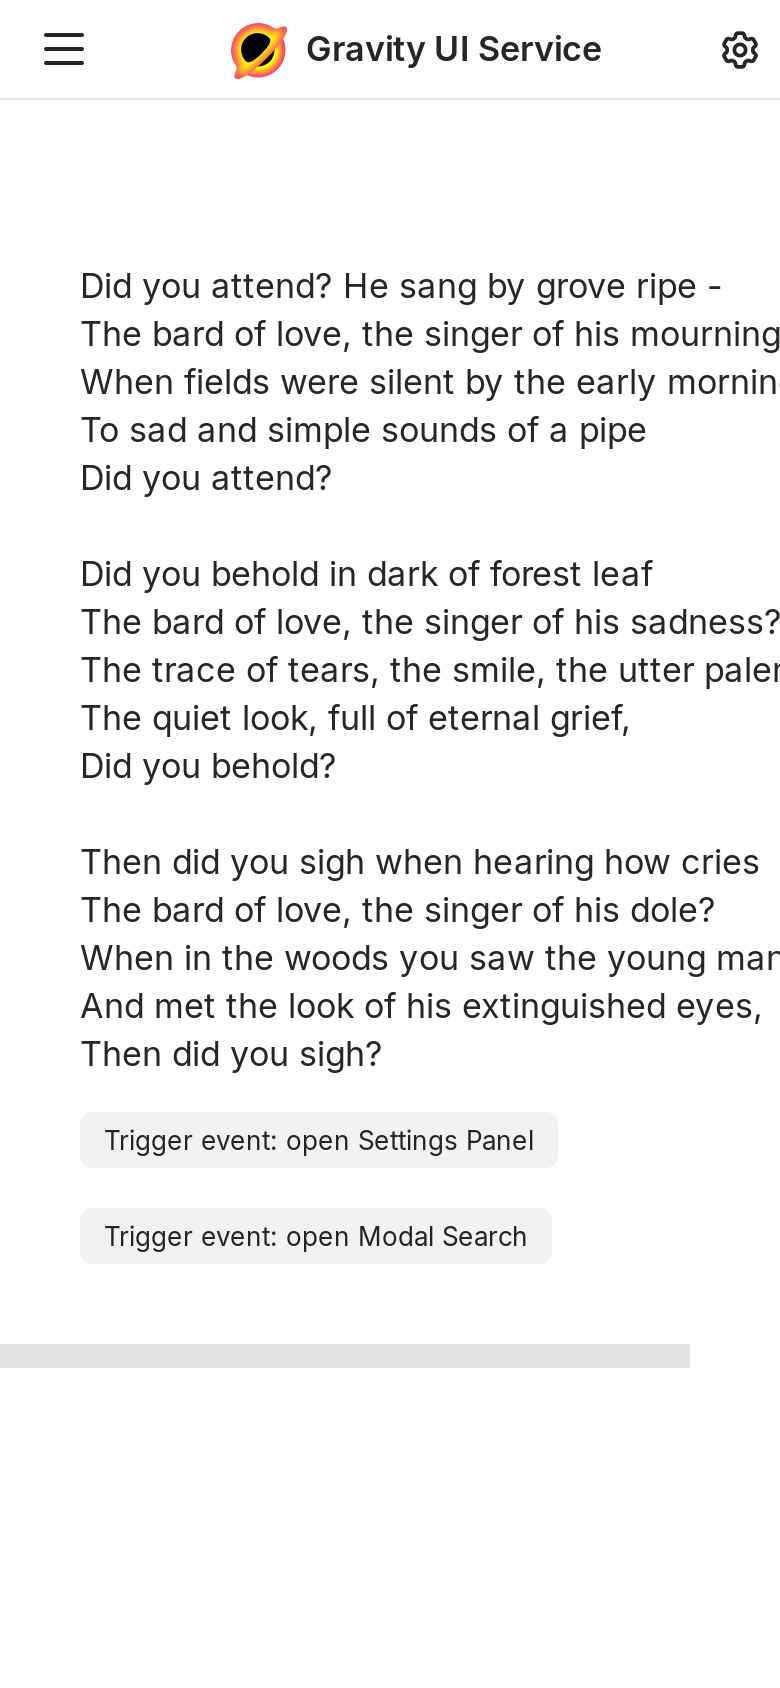 Gravity UI Service
Did you attend? He sang by grove ripe -
The bard of love, the singer of his mourning
When fields were silent by the early
To sad and simple sounds of a pipe
Did you attend?
Did you behold in dark of forest leaf
The bard of love, the singer of his sadness?
The trace of tears, the smile, the utter
The quiet look, full of eternal grief,
Did you behold?
Then did you sigh when hearing how cries
The bard of love, the singer of his dole?
When in the woods you saw the young
And met the look of his extinguished eyes,
Then did you sigh?
Trigger event: open Settings Panel
Trigger event: open Modal Search